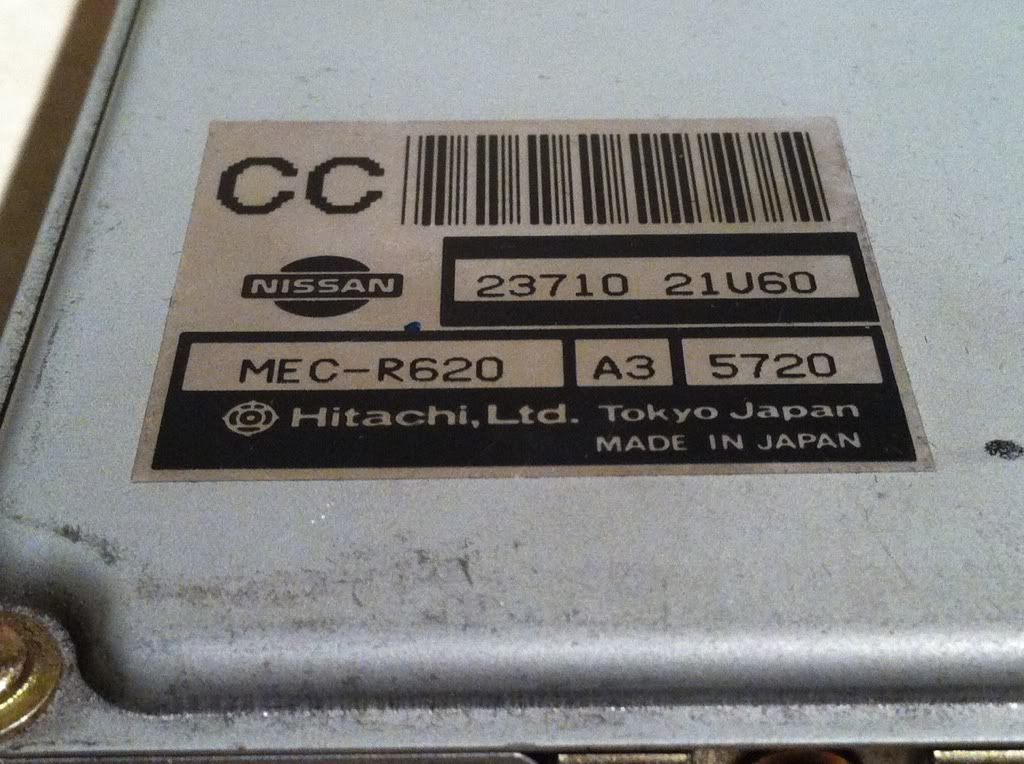 CC
NISSAN
23710 21U60
MEC-R620 A3 5720
Hitachi, Ltd. Tokyo Japan
MADE IN JAPAN